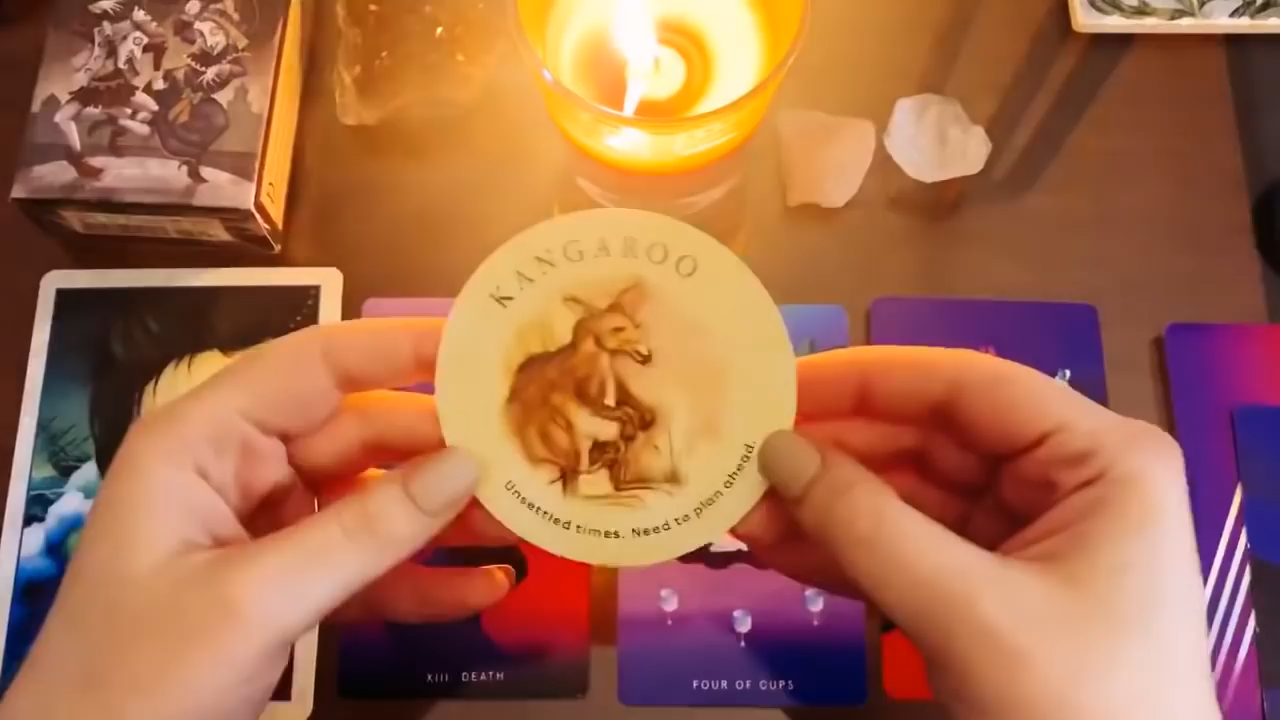 KANGAROO
Unsettled times. Need to plan ahead.
XIII DEATH
FOUR OF CUPS